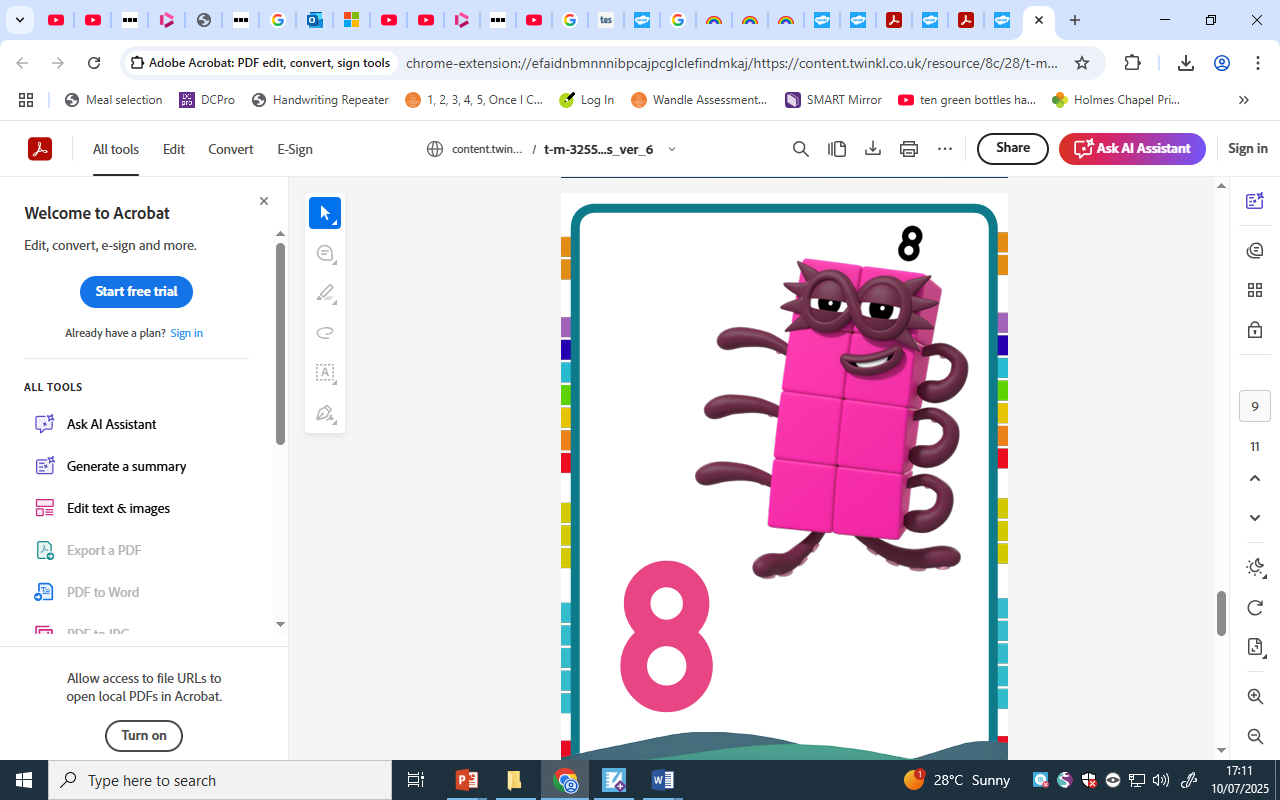 tes
Adobe Acrobat: PDF edit, convert, sign tools
chrome-extension://efaidnbmnnnibpcajpcglclefindmkaj/https://content.twinkl.co.uk/resource/8c/28/t-m...
Meal selection
DCPro
Handwriting Repeater
1, 2, 3, 4, 5, Once I C...
Log In
Wandle Assessment...
SMART Mirror
ten green bottles ha...
Holmes Chapel Pri...
All tools
Edit
Convert
E-Sign
content.twin... / t-m-3255...s_ver_6
Share
Ask AI Assistant
Sign in
Welcome to Acrobat
Edit, convert, e-sign and more.
Start free trial
Already have a plan? Sign in
ALL TOOLS
Ask AI Assistant
Generate a summary
Edit text & images
Export a PDF
PDF to Word
PDF to JPG
Allow access to file URLs to
open local PDFs in Acrobat.
Turn on
8
8
9
11
Type here to search
28°C Sunny
17:11
10/07/2025